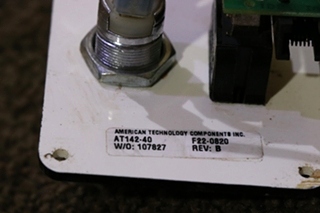 AMERICAN TECHNOLOGY COMPONENTS INC.
AT142-40 F22-0820
W/O: 107827 REV: B